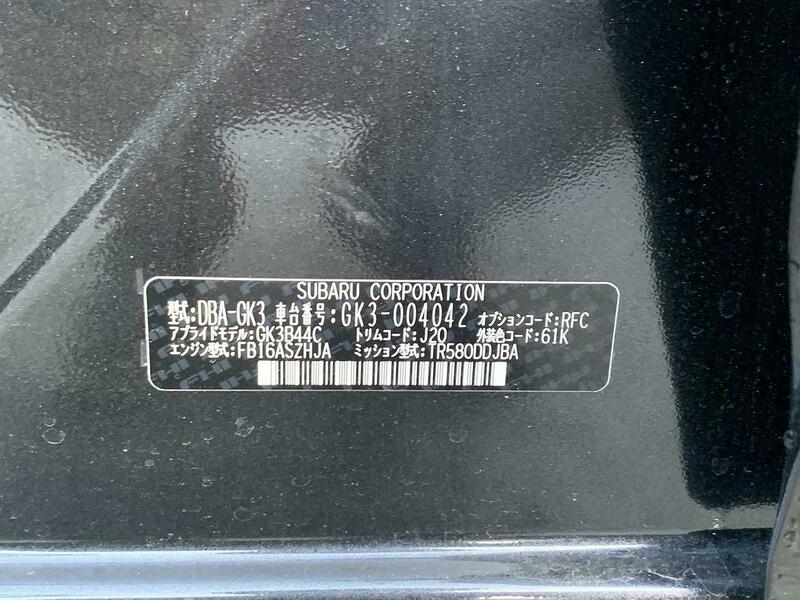 SUBARU CORPORATION
型式:DBA-GK3 車台番号:GK3-004042 オプションコード:RFC
アプライドモデル:GK3B44C トリムコード:J20 外装色コード:61K
エンジン型式:FB16ASZHJA ミッション型式:TR580DDJBA